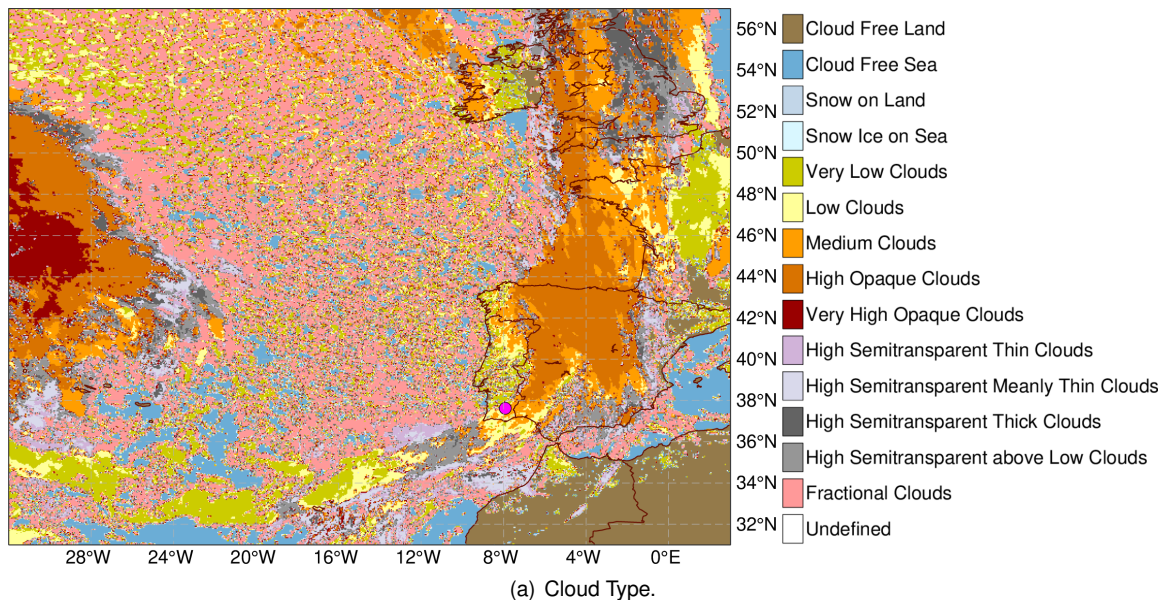 56°N
54°N
52°N
50°N
48°N
46°N
44°N
42°N
40°N
38°N
36°N
34°N
32°N
28°W
24°W
20°W
16°W
12°W
8°W
4°W
0°E
Cloud Free Land
Cloud Free Sea
Snow on Land
Snow Ice on Sea
Very Low Clouds
Low Clouds
Medium Clouds
High Opaque Clouds
Very High Opaque Clouds
High Semitransparent Thin Clouds
High Semitransparent Meanly Thin Clouds
High Semitransparent Thick Clouds
High Semitransparent above Low Clouds
Fractional Clouds
Undefined
(a) Cloud Type.